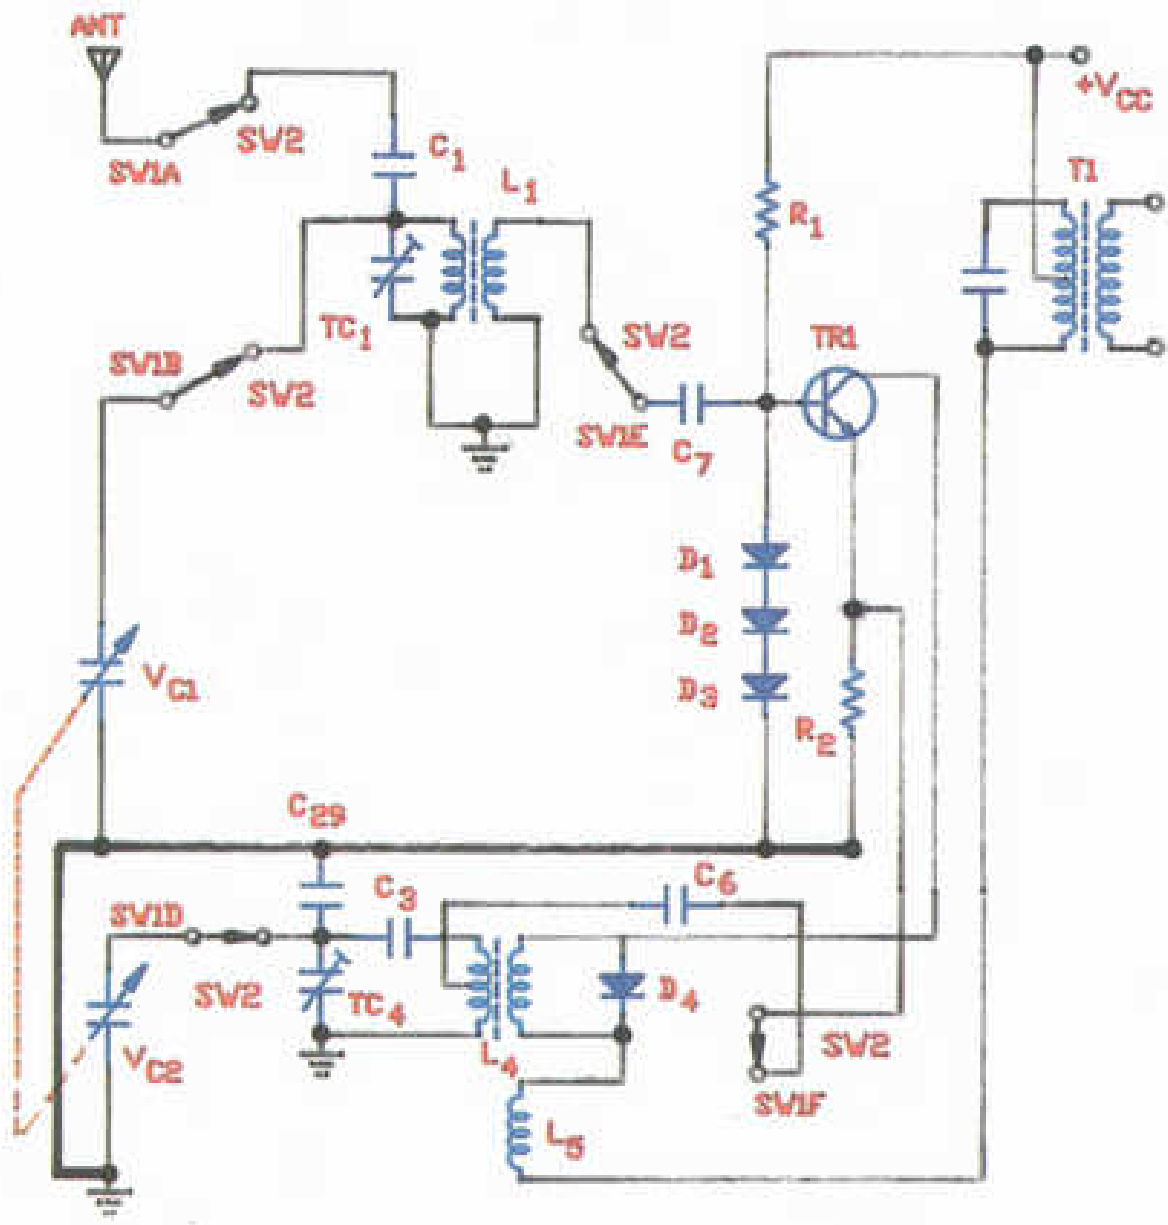 ANT
+VCC
SW2
SW1A
C1
L1
T1
R1
TC1
SW1B
SW2
SW2
TR1
SW1E
C7
D1
D2
D3
VC1
R2
C29
C3
C6
SW1D
SW2
TC4
D4
VC2
L4
SW2
SW1F
L5